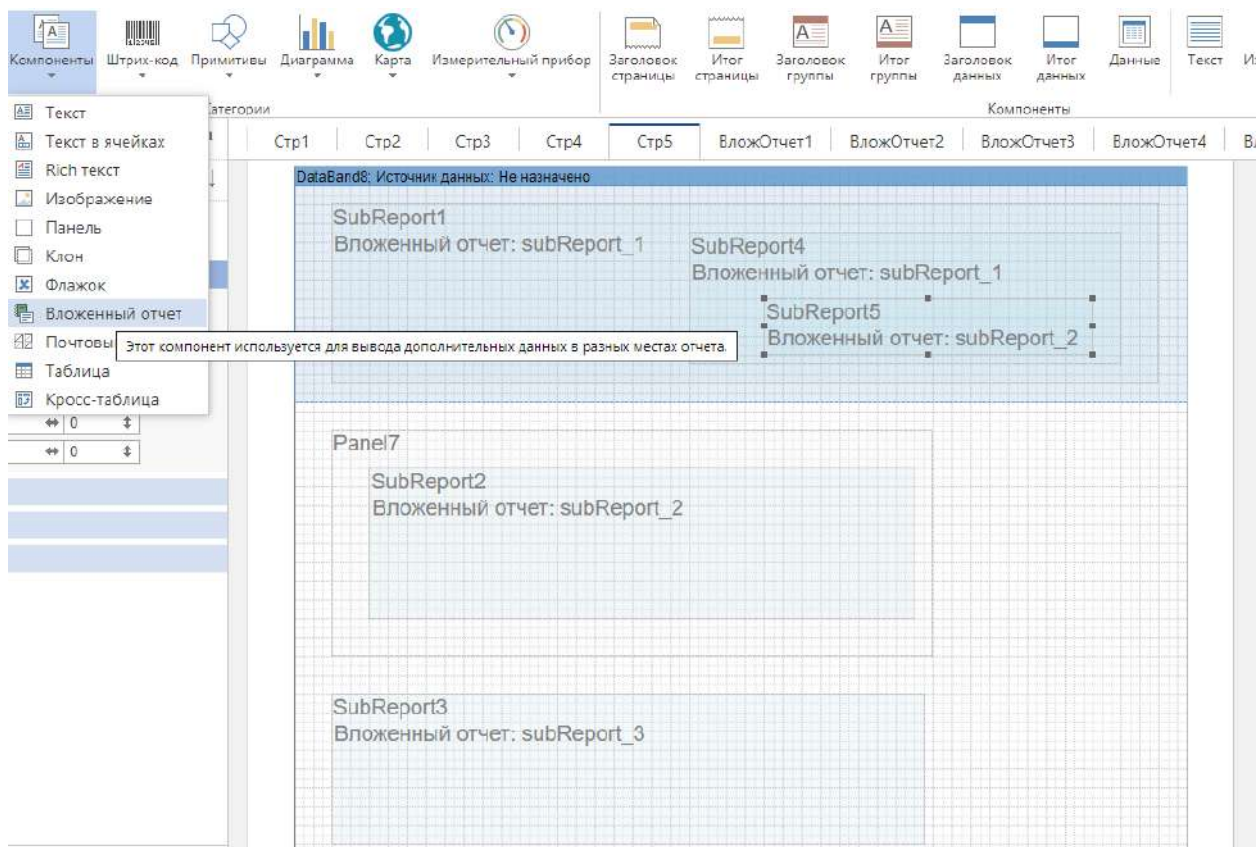 Компоненты
Штрих-код
Примитивы
Диаграмма
Карта
Измерительный прибор
Заголовок страницы
Итог страницы
Заголовок группы
Итог группы
Заголовок данных
Итог данных
Данные
Текст
Компоненты
Текст
Текст в ячейках
Rich текст
Изображение
Панель
Клон
Флажок
Вложенный отчет
Этот компонент используется для вывода дополнительных данных в разных местах отчета.
Таблица
Кросс-таблица
0
0
Стр1
Стр2
Стр3
Стр4
Стр5
ВложОтчет1
ВложОтчет2
ВложОтчет3
ВложОтчет4
DataBand8; Источник данных: Не назначено
SubReport1
Вложенный отчет: subReport_1
SubReport4
Вложенный отчет: subReport_1
SubReport5
Вложенный отчет: subReport_2
Panel7
SubReport2
Вложенный отчет: subReport_2
SubReport3
Вложенный отчет: subReport_3